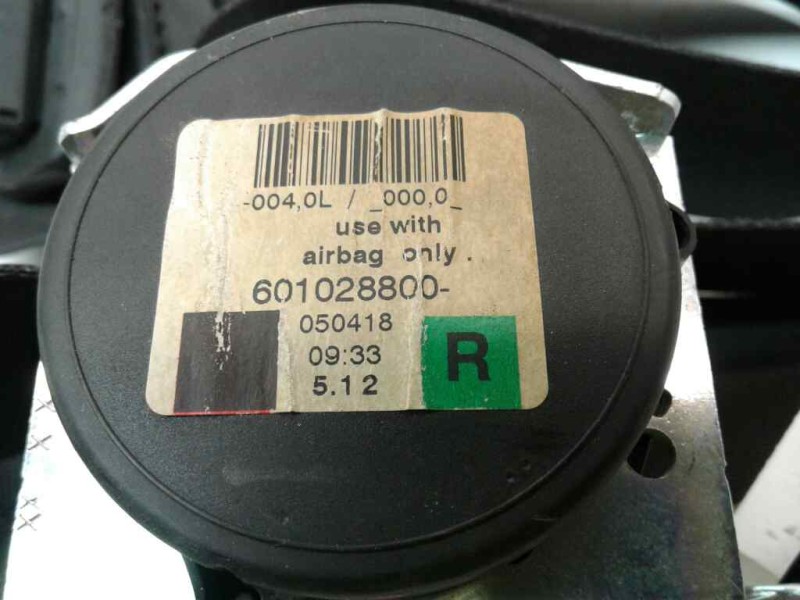 -004,0L / _000,0_
use with
airbag only .
601028800-
050418
09:33
5.12
R